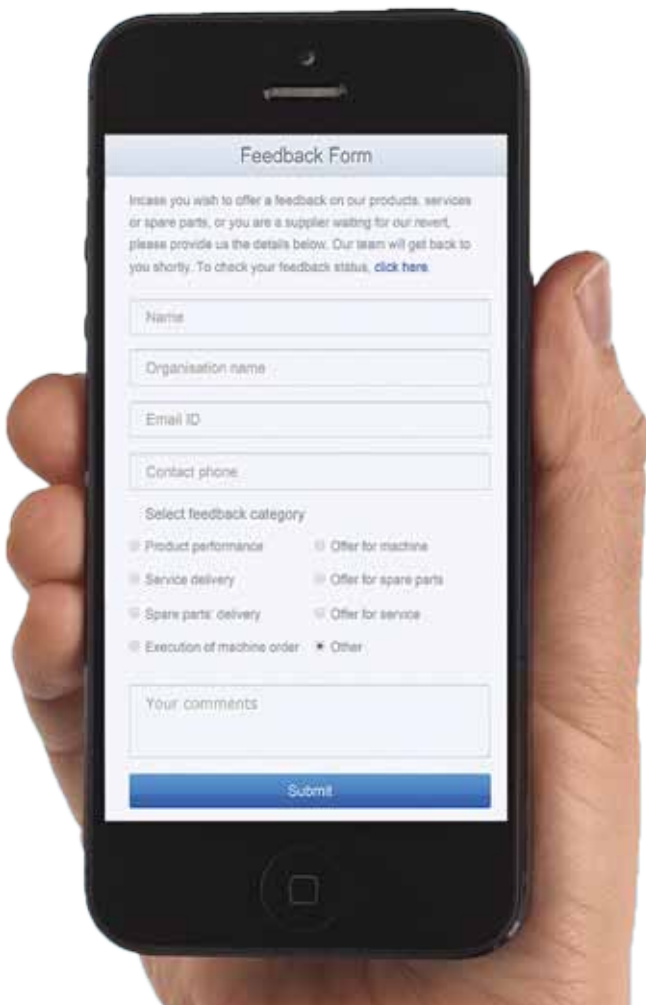 Feedback Form
Incase you wish to offer a feedback on our products, services
or spare parts, or you are a supplier waiting for our revert,
please provide us the details below. Our team will get back to
you shortly. To check your feedback status, click here.
Name
Organisation name
Email ID
Contact phone
Select feedback category
Product performance Offer for machine
Service delivery Offer for spare parts
Spare parts' delivery Offer for service
Execution of machine order Other
Your comments
Submit